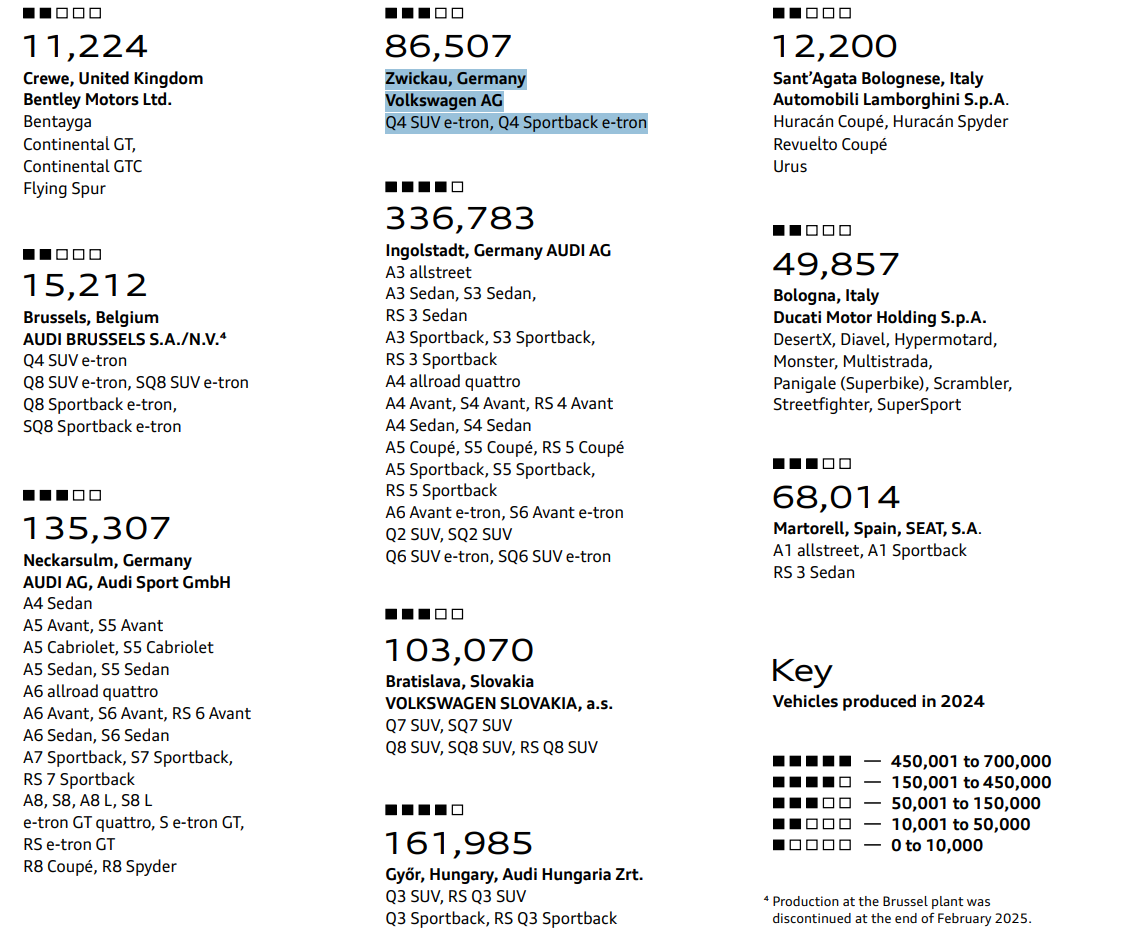 11,224
Crewe, United Kingdom
Bentley Motors Ltd.
Bentayga
Continental GT,
Continental GTC
Flying Spur
15,212
Brussels, Belgium
AUDI BRUSSELS S.A./N.V.⁴
Q4 SUV e-tron
Q8 SUV e-tron, SQ8 SUV e-tron
Q8 Sportback e-tron,
SQ8 Sportback e-tron
135,307
Neckarsulm, Germany
AUDI AG, Audi Sport GmbH
A4 Sedan
A5 Avant, S5 Avant
A5 Cabriolet, S5 Cabriolet
A5 Sedan, S5 Sedan
A6 allroad quattro
A6 Avant, S6 Avant, RS 6 Avant
A6 Sedan, S6 Sedan
A7 Sportback, S7 Sportback,
RS 7 Sportback
A8, S8, A8 L, S8 L
e-tron GT quattro, S e-tron GT,
RS e-tron GT
R8 Coupé, R8 Spyder
86,507
Zwickau, Germany
Volkswagen AG
Q4 SUV e-tron, Q4 Sportback e-tron
336,783
Ingolstadt, Germany AUDI AG
A3 allstreet
A3 Sedan, S3 Sedan,
RS 3 Sedan
A3 Sportback, S3 Sportback,
RS 3 Sportback
A4 allroad quattro
A4 Avant, S4 Avant, RS 4 Avant
A4 Sedan, S4 Sedan
A5 Coupé, S5 Coupé, RS 5 Coupé
A5 Sportback, S5 Sportback,
RS 5 Sportback
A6 Avant e-tron, S6 Avant e-tron
Q2 SUV, SQ2 SUV
Q6 SUV e-tron, SQ6 SUV e-tron
103,070
Bratislava, Slovakia
VOLKSWAGEN SLOVAKIA, a.s.
Q7 SUV, SQ7 SUV
Q8 SUV, SQ8 SUV, RS Q8 SUV
161,985
Győr, Hungary, Audi Hungaria Zrt.
Q3 SUV, RS Q3 SUV
Q3 Sportback, RS Q3 Sportback
12,200
Sant’Agata Bolognese, Italy
Automobili Lamborghini S.p.A.
Huracán Coupé, Huracán Spyder
Revuelto Coupé
Urus
49,857
Bologna, Italy
Ducati Motor Holding S.p.A.
DesertX, Diavel, Hypermotard,
Monster, Multistrada,
Panigale (Superbike), Scrambler,
Streetfighter, SuperSport
68,014
Martorell, Spain, SEAT, S.A.
A1 allstreet, A1 Sportback
RS 3 Sedan
Key
Vehicles produced in 2024
— 450,001 to 700,000
— 150,001 to 450,000
— 50,001 to 150,000
— 10,001 to 50,000
— 0 to 10,000
⁴ Production at the Brussel plant was
discontinued at the end of February 2025.